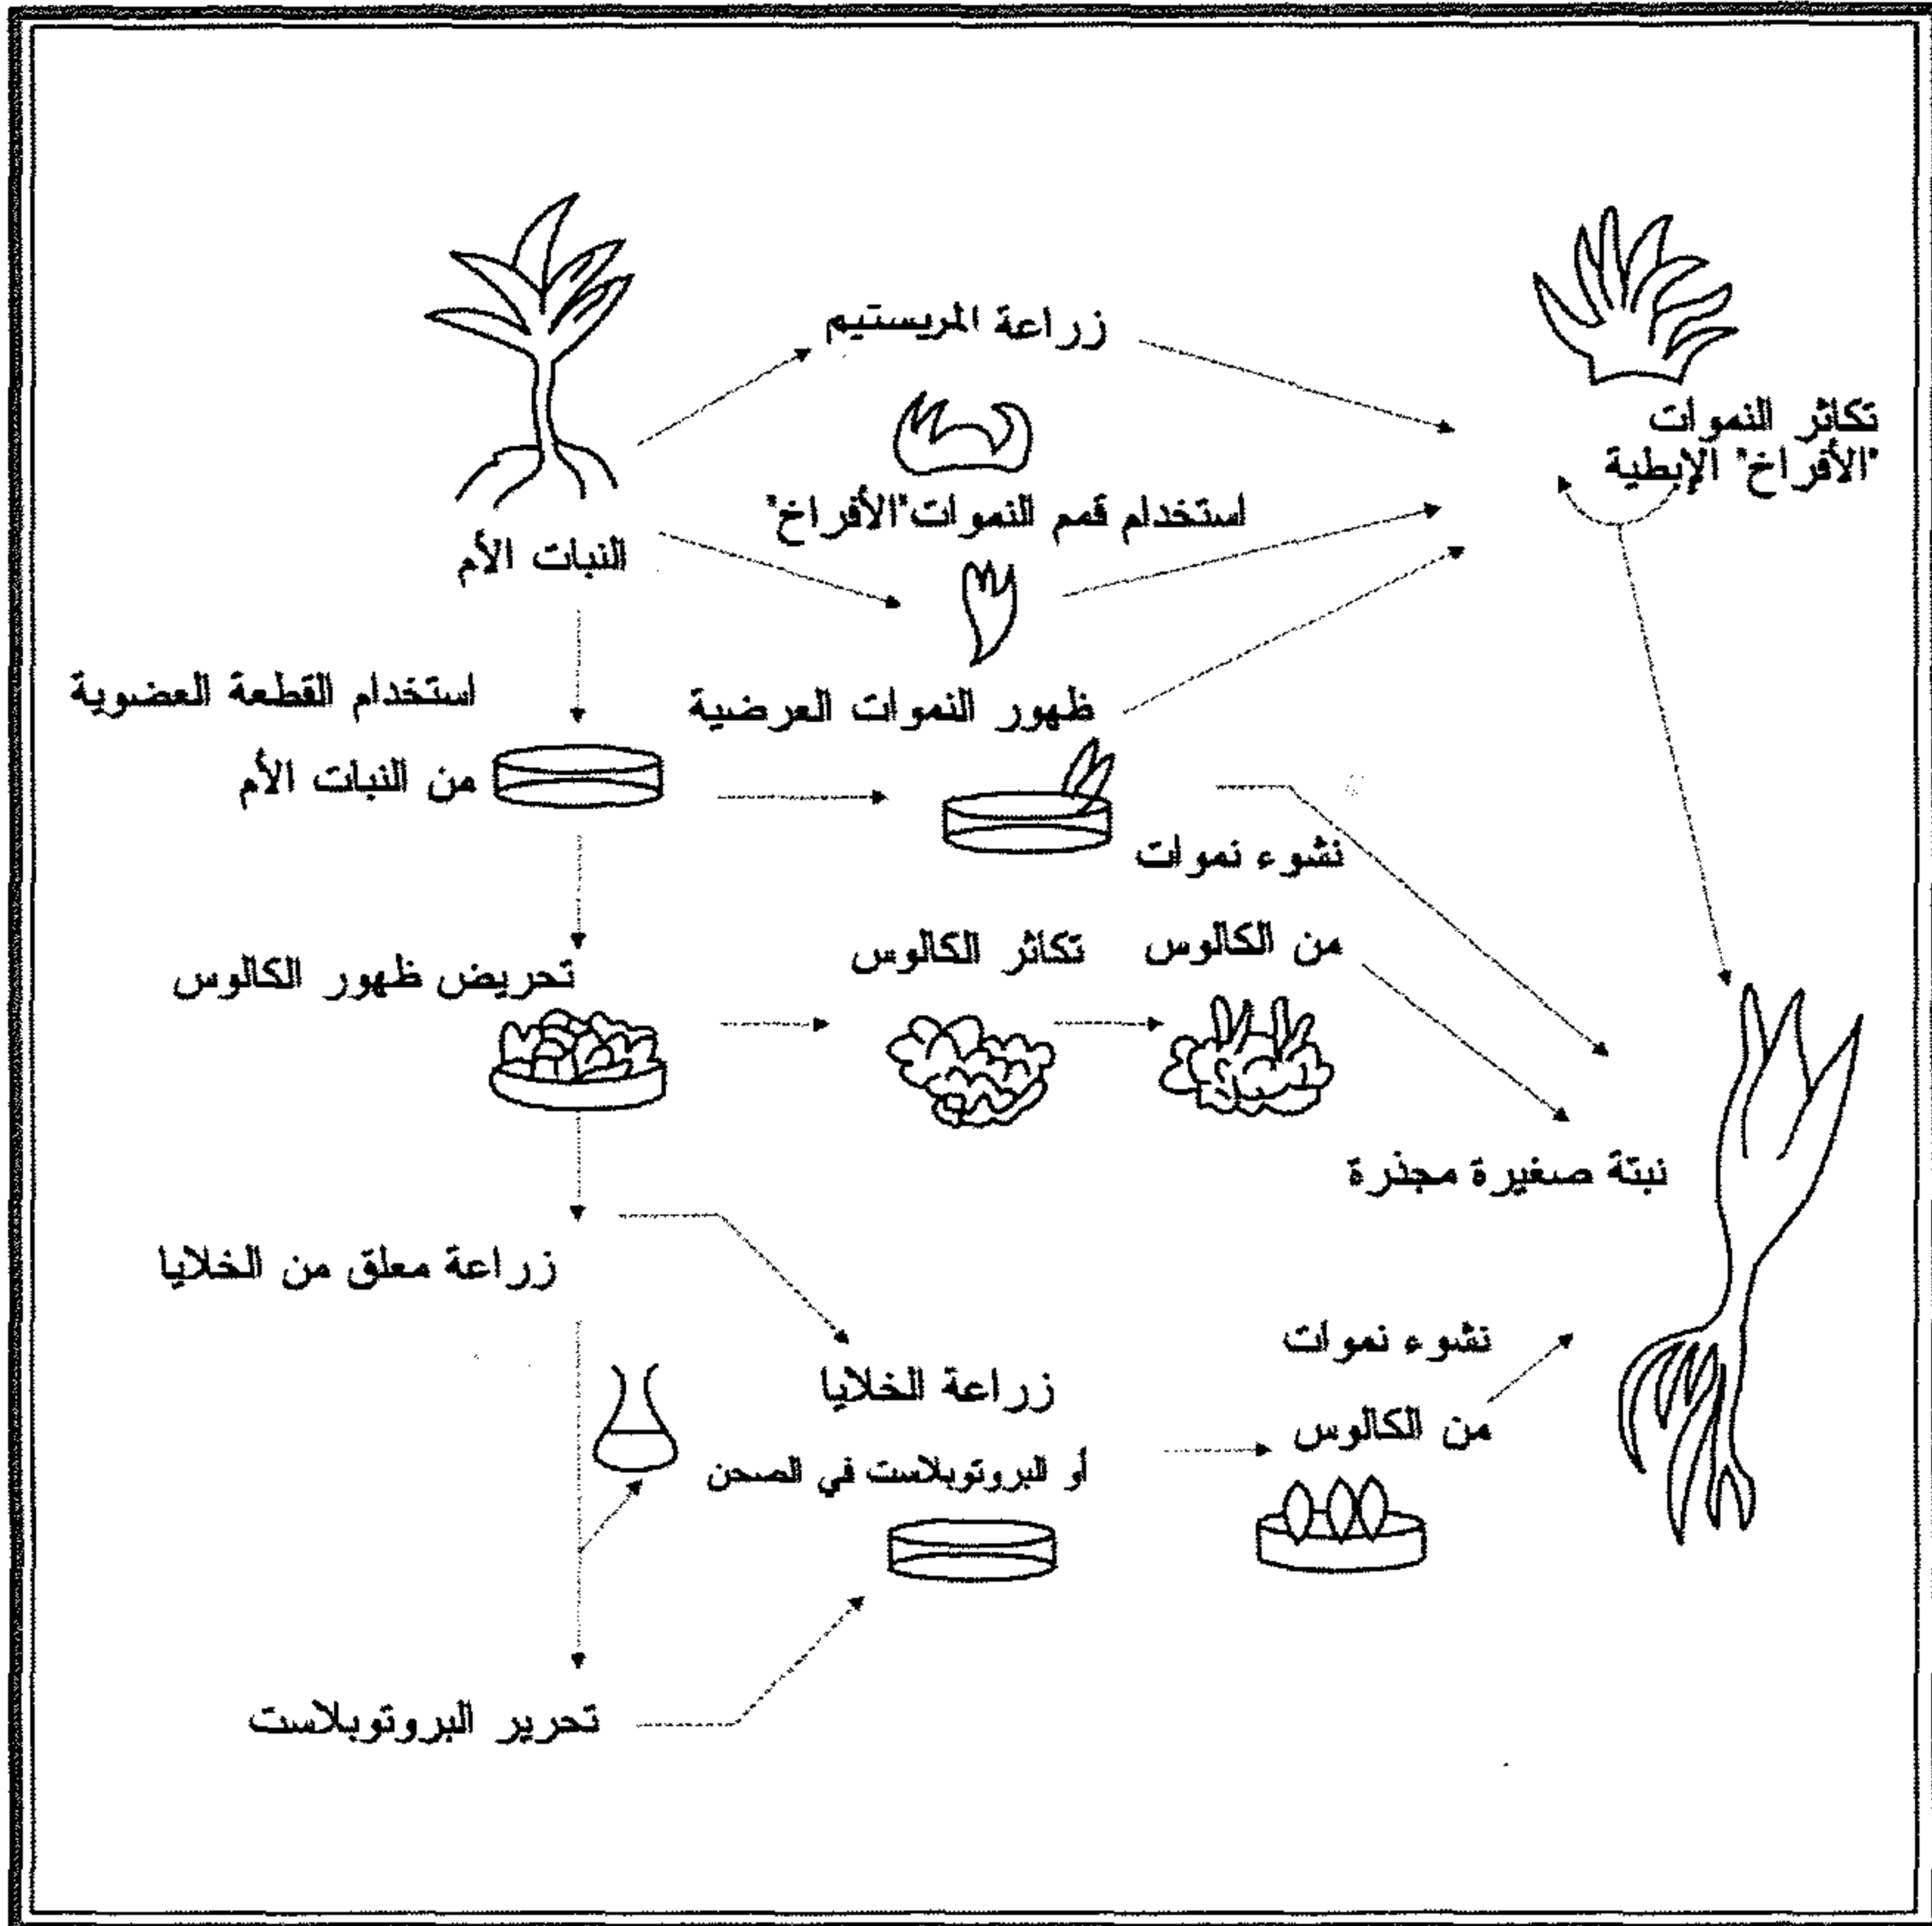 زراعة المريستيم
تكاثر النموات
"الأفراخ" الإبطية
استخدام قمم النموات "الأفراخ"
النبات الأم
استخدام القطعة العضوية
من النبات الأم
ظهور النموات العرضية
نشوء نموات
من الكالوس
تكاثر الكالوس
تحريض ظهور الكالوس
نبتة صغيرة مجذرة
زراعة معلق من الخلايا
نشوء نموات
من الكالوس
زراعة الخلايا
أو البروتوبلاست في الصحن
تحرير البروتوبلاست